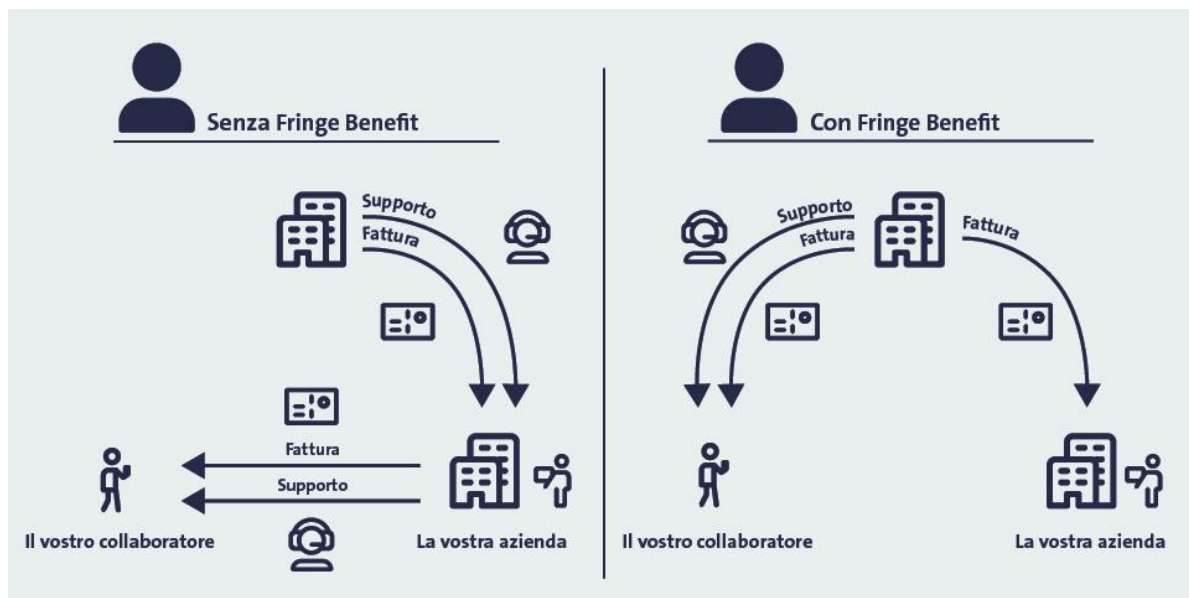 Senza Fringe Benefit
Supporto
Fattura
Fattura
Supporto
Il vostro collaboratore
La vostra azienda
Con Fringe Benefit
Supporto
Fattura
Fattura
Il vostro collaboratore
La vostra azienda